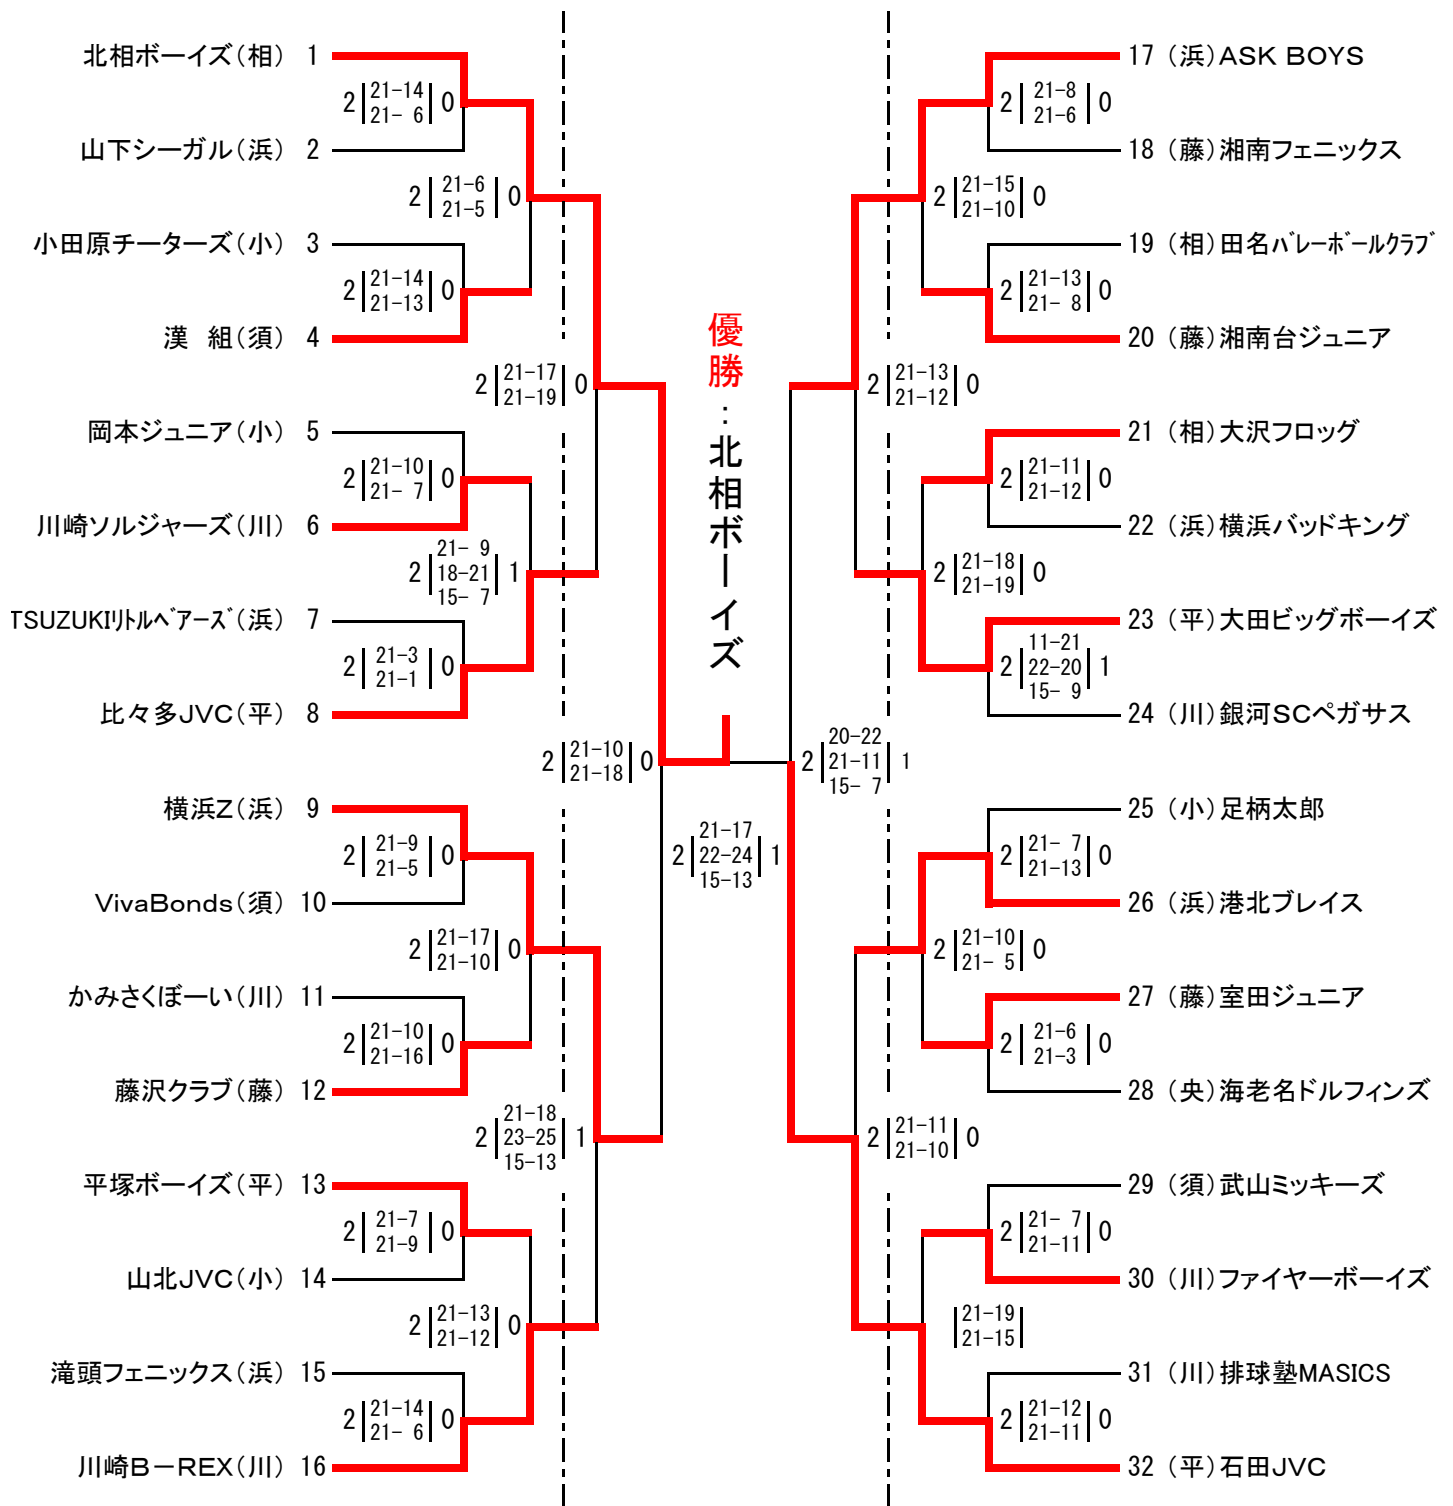 北相ボーイズ(相) 1
2 21-14 0
21- 6
山下シーガル(浜) 2
2 21-6 0
21-5
小田原チーターズ(小) 3
2 21-14 0
21-13
漢 組(須) 4
2 21-17 0
21-19
岡本ジュニア(小) 5
2 21-10 0
21- 7
川崎ソルジャーズ(川) 6
21- 9
2 18-21 1
15- 7
TSUZUKIリトルベアーズ(浜) 7
2 21-3 0
21-1
比々多JVC(平) 8
2 21-10 0
21-18
横浜Z(浜) 9
2 21-9 0
21-5
VivaBonds(須) 10
2 21-17 0
21-10
かみさくぼーい(川) 11
2 21-10 0
21-16
藤沢クラブ(藤) 12
21-18
2 23-25 1
15-13
平塚ボーイズ(平) 13
2 21-7 0
21-9
山北JVC(小) 14
2 21-13 0
21-12
滝頭フェニックス(浜) 15
2 21-14 0
21- 6
川崎B-REX(川) 16
優勝:北相ボーイズ
21-17
2 22-24 1
15-13
17 (浜)ASK BOYS
2 21-8 0
21-6
18 (藤)湘南フェニックス
2 21-15 0
21-10
19 (相)田名バレーボールクラブ
2 21-13 0
21- 8
20 (藤)湘南台ジュニア
2 21-13 0
21-12
21 (相)大沢フロッグ
2 21-11 0
21-12
22 (浜)横浜バッドキング
2 21-18 0
21-19
23 (平)大田ビッグボーイズ
11-21
2 22-20 1
15- 9
24 (川)銀河SCペガサス
20-22
2 21-11 1
15- 7
25 (小)足柄太郎
2 21- 7 0
21-13
26 (浜)港北ブレイス
2 21-10 0
21- 5
27 (藤)室田ジュニア
2 21-6 0
21-3
28 (央)海老名ドルフィンズ
2 21-11 0
21-10
29 (須)武山ミッキーズ
2 21- 7 0
21-11
30 (川)ファイヤーボーイズ
21-19
21-15
31 (川)排球塾MASICS
2 21-12 0
21-11
32 (平)石田JVC